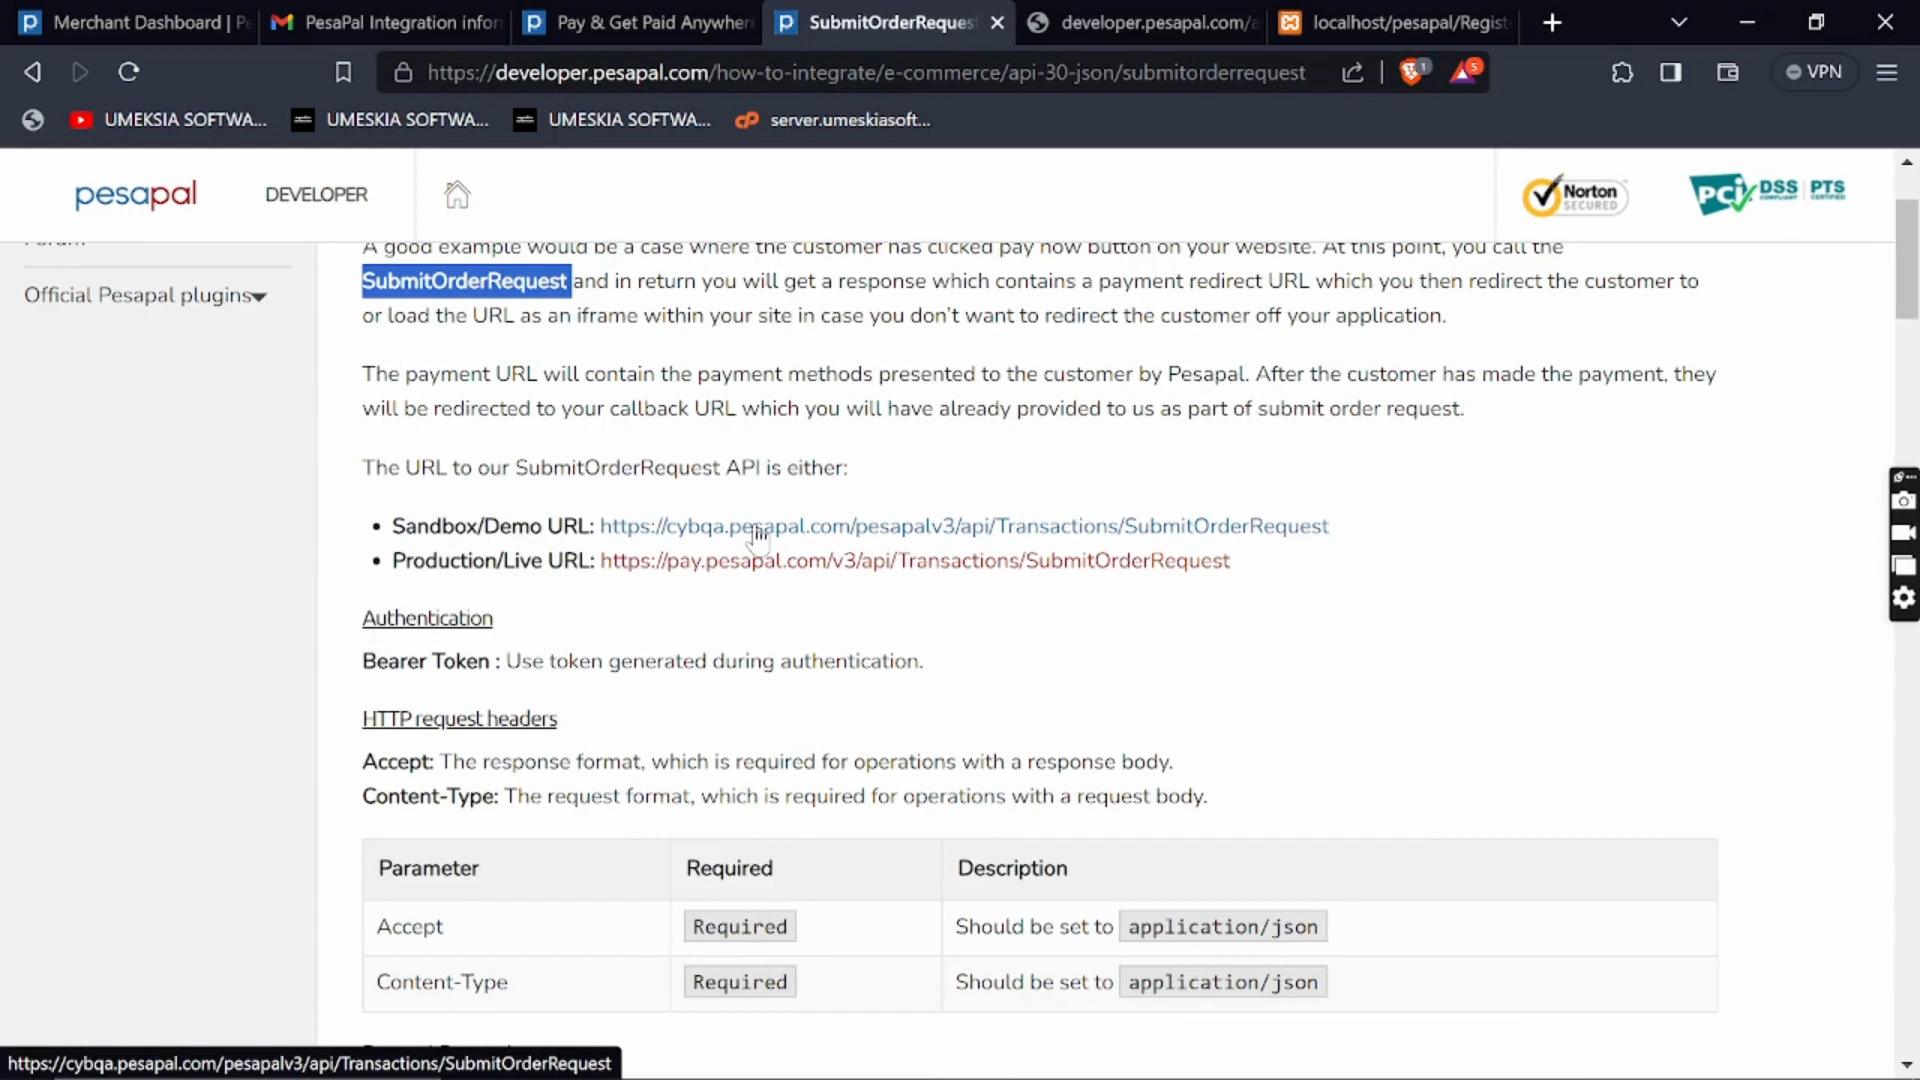 Merchant Dashboard | Pe
PesaPal Integration infor
Pay & Get Paid Anywher
SubmitOrderReques
developer.pesapal.com/a
localhost/pesapal/Regist
https://developer.pesapal.com/how-to-integrate/e-commerce/api-30-json/submitorderrequest
1
5
VPN
UMEKSIA SOFTWA...
UMESKIA SOFTWA...
UMESKIA SOFTWA...
server.umeskiasoft...
pesapal
DEVELOPER
Norton
SECURED
PCI DSS COMPLIANT | PTS CERTIFIED
Forum
Official Pesapal plugins
A good example would be a case where the customer has clicked pay now button on your website. At this point, you call the
SubmitOrderRequest and in return you will get a response which contains a payment redirect URL which you then redirect the customer to
or load the URL as an iframe within your site in case you don’t want to redirect the customer off your application.
The payment URL will contain the payment methods presented to the customer by Pesapal. After the customer has made the payment, they
will be redirected to your callback URL which you will have already provided to us as part of submit order request.
The URL to our SubmitOrderRequest API is either:
• Sandbox/Demo URL: https://cybqa.pesapal.com/pesapalv3/api/Transactions/SubmitOrderRequest
• Production/Live URL: https://pay.pesapal.com/v3/api/Transactions/SubmitOrderRequest
Authentication
Bearer Token : Use token generated during authentication.
HTTP request headers
Accept: The response format, which is required for operations with a response body.
Content-Type: The request format, which is required for operations with a request body.
Parameter Required Description
Accept Required Should be set to application/json
Content-Type Required Should be set to application/json
https://cybqa.pesapal.com/pesapalv3/api/Transactions/SubmitOrderRequest